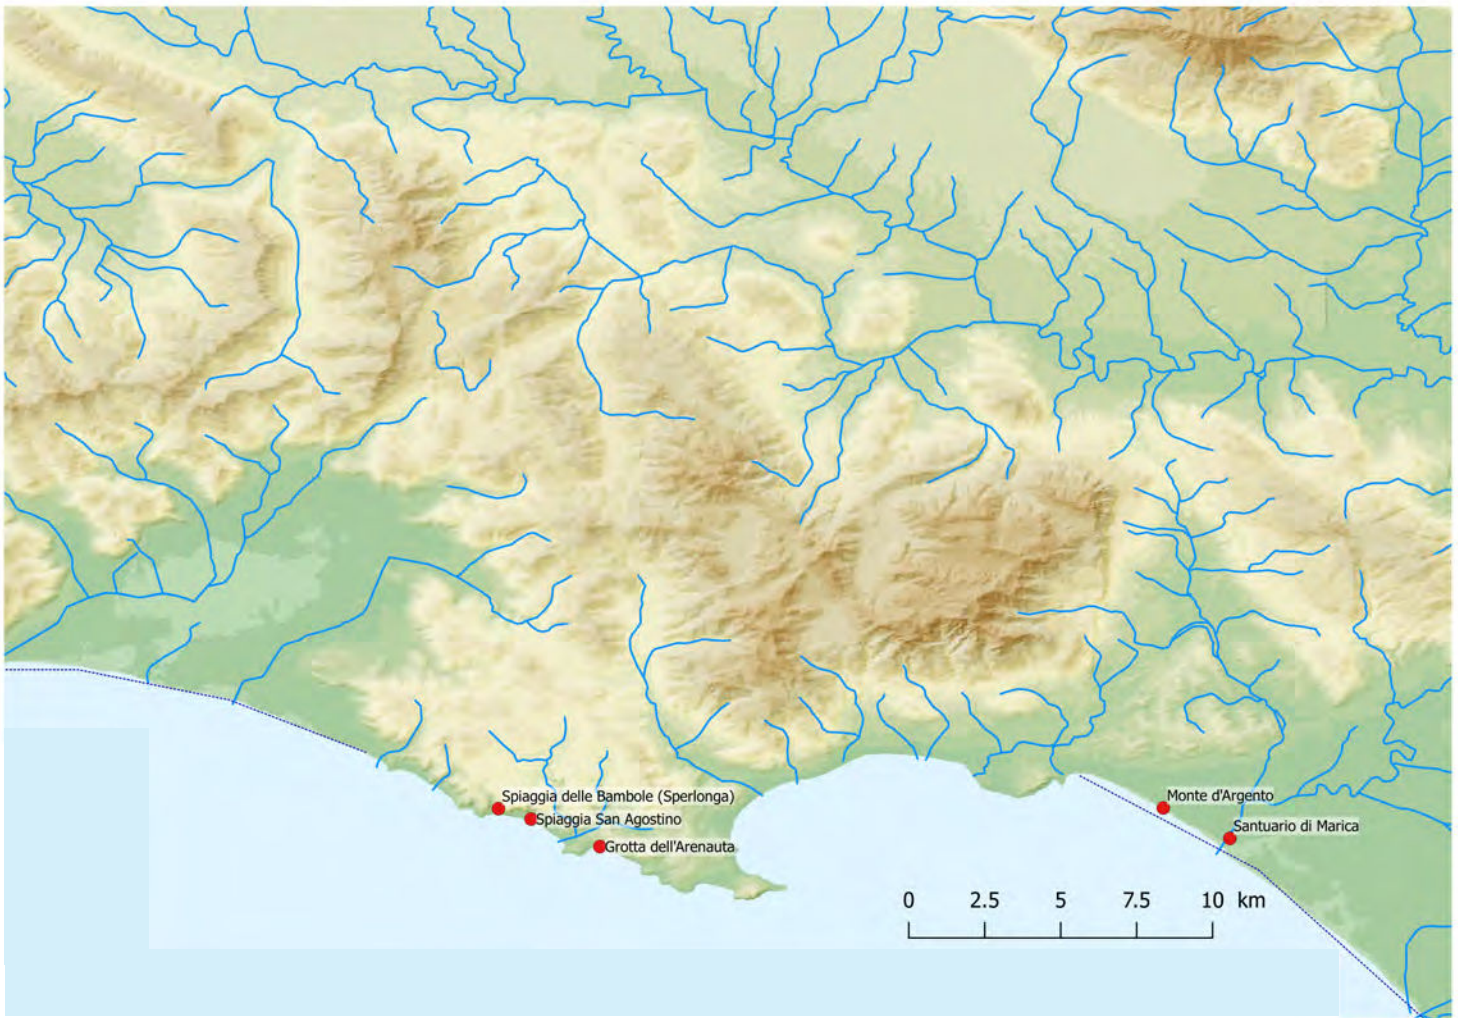 Spiaggia delle Bambole (Sperlonga)
Spiaggia San Agostino
Grotta dell'Arenauta
Monte d'Argento
Santuario di Marica
0 2.5 5 7.5 10 km